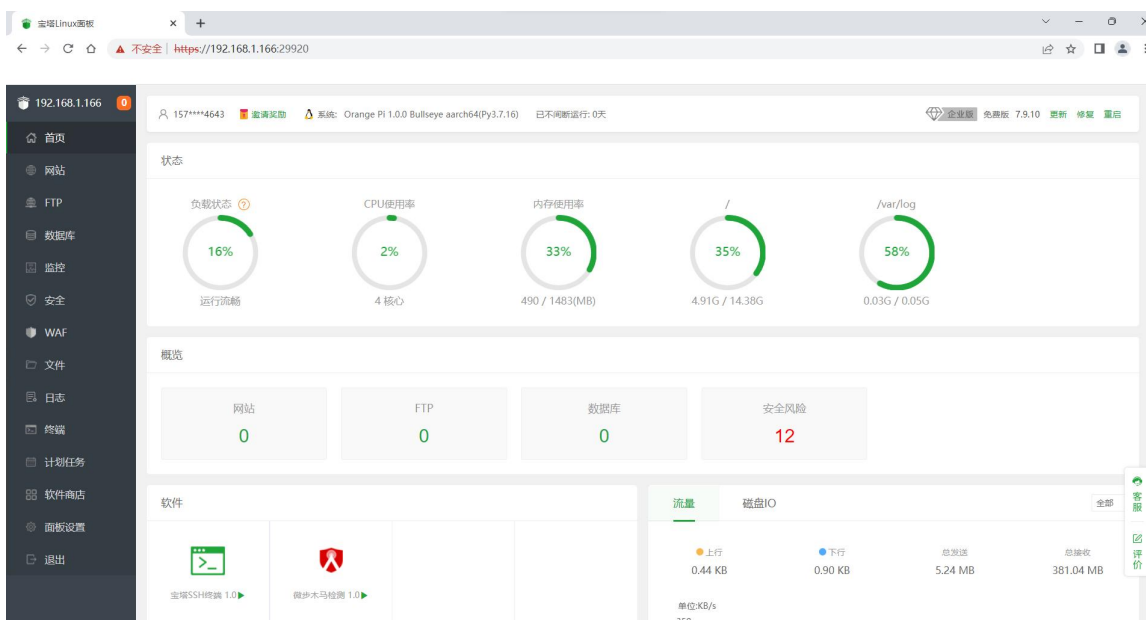 宝塔Linux面板
不安全 https://192.168.1.166:29920
192.168.1.166 0
157****4643 邀请奖励 系统: Orange Pi 1.0.0 Bullseye aarch64(Py3.7.16) 已不间断运行: 0天 企业版 免费版 7.9.10 更新 修复 重启
首页
网站
FTP
数据库
监控
安全
WAF
文件
日志
终端
计划任务
软件商店
面板设置
退出
状态
负载状态 ? CPU使用率 内存使用率 / /var/log
16% 2% 33% 35% 58%
运行流畅 4 核心 490 / 1483(MB) 4.91G / 14.38G 0.03G / 0.05G
概览
网站 FTP 数据库 安全风险
0 0 0 12
软件
宝塔SSH终端 1.0 微步木马检测 1.0
流量 磁盘IO 全部
上行 下行 总发送 总接收
0.44 KB 0.90 KB 5.24 MB 381.04 MB
单位:KB/s
客服
评价